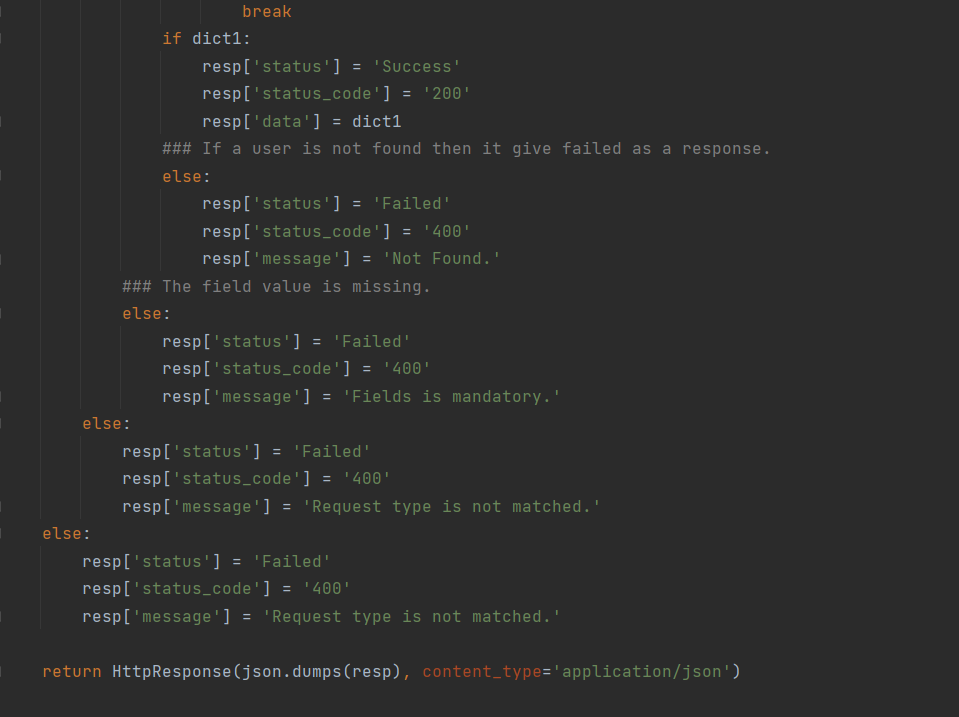 break
if dict1:
resp['status'] = 'Success'
resp['status_code'] = '200'
resp['data'] = dict1
### If a user is not found then it give failed as a response.
else:
resp['status'] = 'Failed'
resp['status_code'] = '400'
resp['message'] = 'Not Found.'
### The field value is missing.
else:
resp['status'] = 'Failed'
resp['status_code'] = '400'
resp['message'] = 'Fields is mandatory.'
else:
resp['status'] = 'Failed'
resp['status_code'] = '400'
resp['message'] = 'Request type is not matched.'
else:
resp['status'] = 'Failed'
resp['status_code'] = '400'
resp['message'] = 'Request type is not matched.'
return HttpResponse(json.dumps(resp), content_type='application/json')